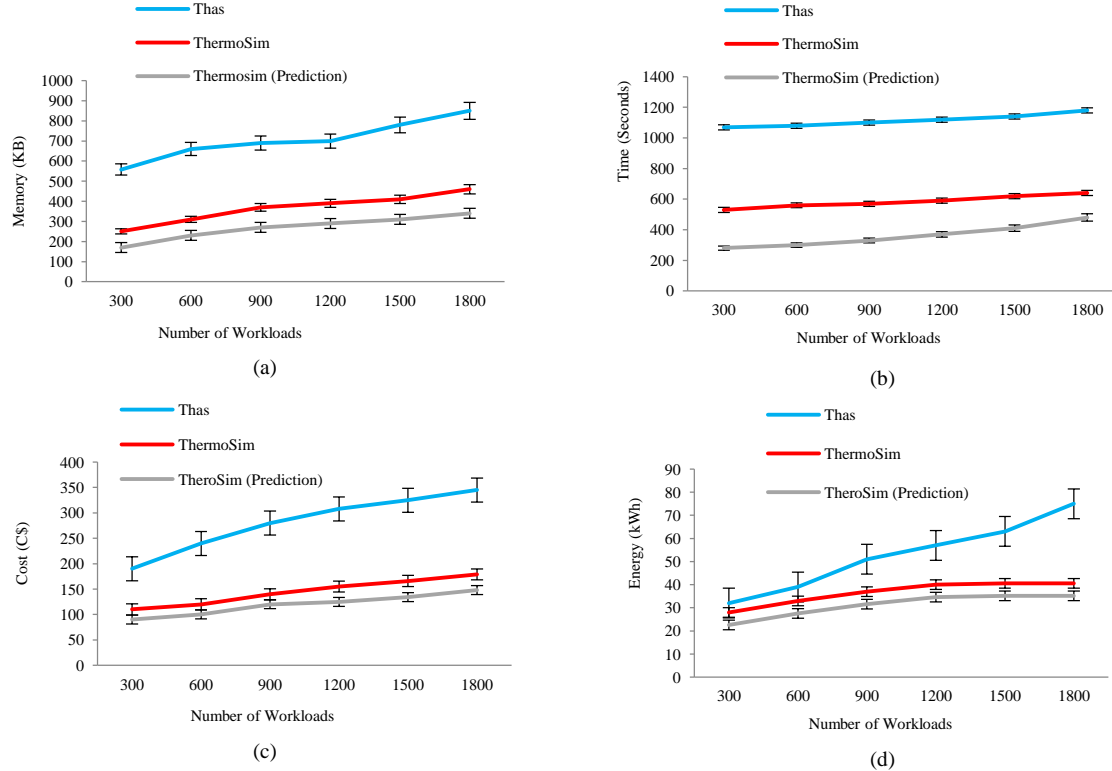 Thas
ThermoSim
Thermosim (Prediction)
1000
900
800
700
600
500
400
300
200
100
0
Memory (KB)
300 600 900 1200 1500 1800
Number of Workloads
(a)
Thas
ThermoSim
ThermoSim (Prediction)
1400
1200
1000
800
600
400
200
0
Time (Seconds)
300 600 900 1200 1500 1800
Number of Workloads
(b)
Thas
ThermoSim
TheroSim (Prediction)
400
350
300
250
200
150
100
50
0
Cost (C$)
300 600 900 1200 1500 1800
Number of Workloads
(c)
Thas
ThermoSim
TheroSim (Prediction)
90
80
70
60
50
40
30
20
10
0
Energy (kWh)
300 600 900 1200 1500 1800
Number of Workloads
(d)